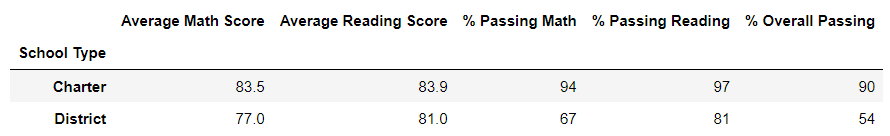 Average Math Score Average Reading Score % Passing Math % Passing Reading % Overall Passing
School Type
Charter 83.5 83.9 94 97 90
District 77.0 81.0 67 81 54